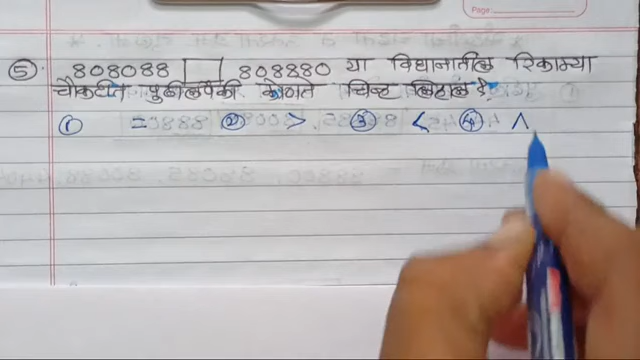 Page:
⑤. 808088 □ 808880 या विधानातील रिकाम्या
चौकटीत पुढीलपैकी कोणते चिन्ह लिहाल ?
① = ② > ③ < ④ ^